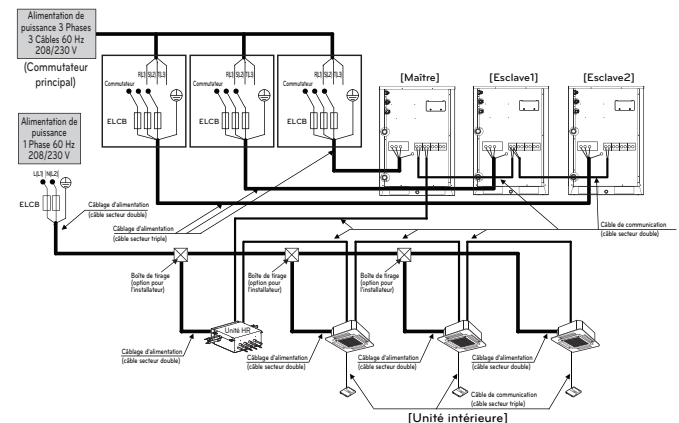 Alimentation de
puissance 3 Phases
3 Câbles 60 Hz
208/230 V
(Commutateur
principal)
R(L1) S(L2) T(L3)
Commutateur
ELCB
R(L1) S(L2) T(L3)
Commutateur
ELCB
R(L1) S(L2) T(L3)
Commutateur
ELCB
[Maître]
[Esclave1]
[Esclave2]
Alimentation de
puissance
1 Phase 60 Hz
208/230 V
L(L1) N(L2)
ELCB
Câblage d'alimentation
(câble secteur double)
Câblage d'alimentation
(câble secteur triple)
Câble de communication
(câble secteur double)
Boîte de tirage
(option pour
l'installateur)
Boîte de tirage
(option pour
l'installateur)
Boîte de tirage
(option pour
l'installateur)
Unité HR
Câblage d'alimentation
(câble secteur double)
Câblage d'alimentation
(câble secteur double)
Câblage d'alimentation
(câble secteur double)
Câblage d'alimentation
(câble secteur double)
Câble de communication
(câble secteur triple)
[Unité intérieure]